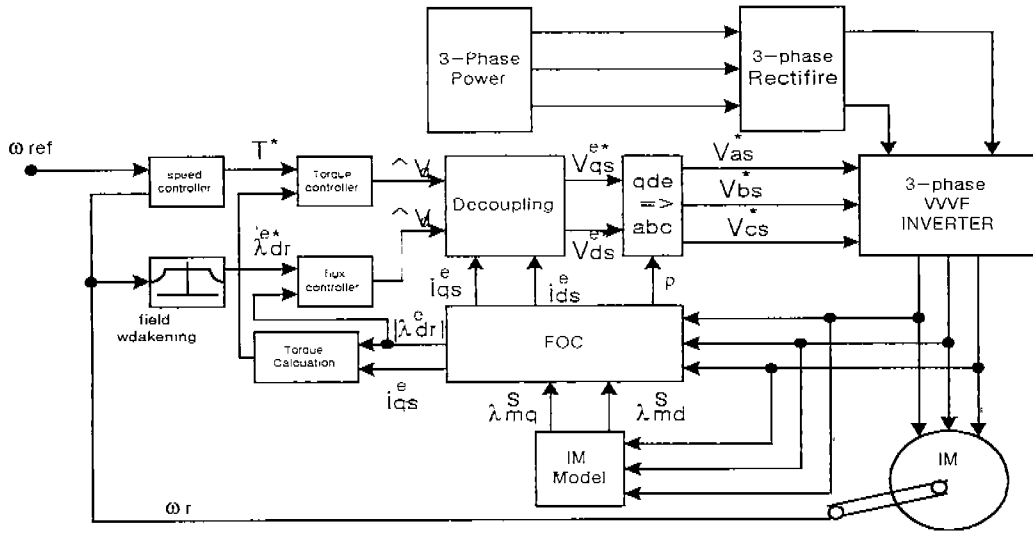 3-Phase
Power
3-phase
Rectifire
ω ref
speed
controller
T*
Torque
controller
Decoupling
V e*qs
V e*ds
qde
=>
abc
V*as
V*bs
V*cs
3-phase
VVVF
INVERTER
λ e*dr
flux
controller
field
wdakening
i e qs
i e ds
ρ
|λ e dr|
Torque
Calcuation
i e qs
FOC
λ S mq
λ S md
IM
Model
IM
ω r